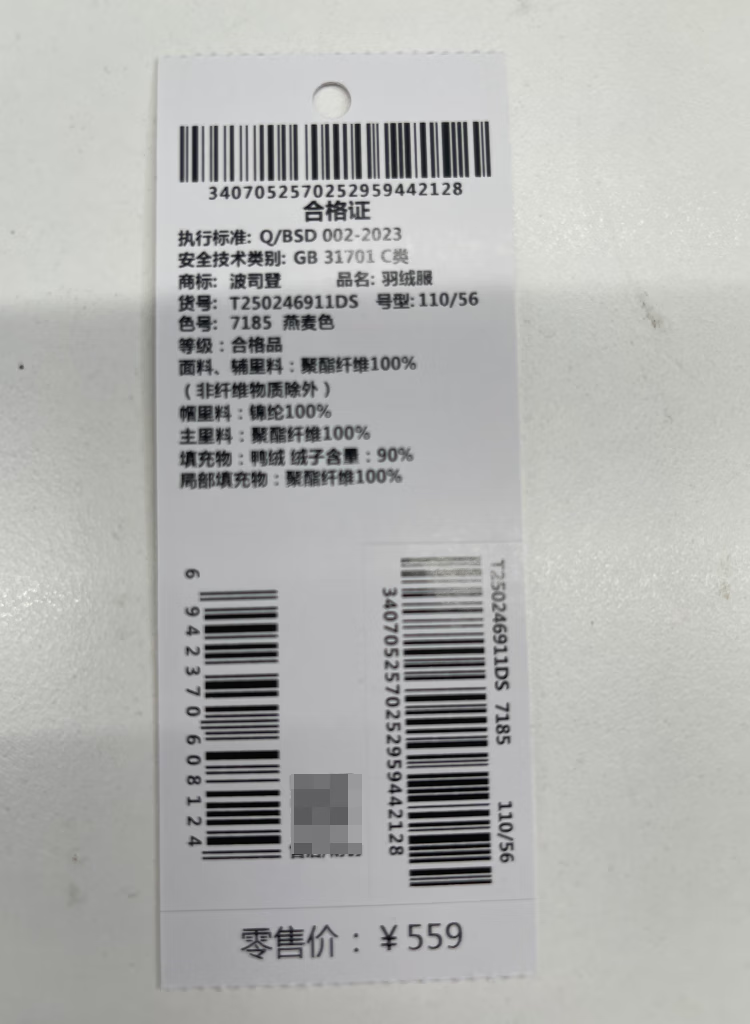 3407052570252959442128
合格证
执行标准: Q/BSD 002-2023
安全技术类别: GB 31701 C类
商标: 波司登 品名: 羽绒服
货号: T250246911DS 号型: 110/56
色号: 7185 燕麦色
等级：合格品
面料、辅里料：聚酯纤维100%
（非纤维物质除外）
帽里料：锦纶100%
主里料：聚酯纤维100%
填充物：鸭绒 绒子含量：90%
局部填充物：聚酯纤维100%
6 942370 608124
3407052570252959442128
T250246911DS 7185 110/56
零售价：￥559